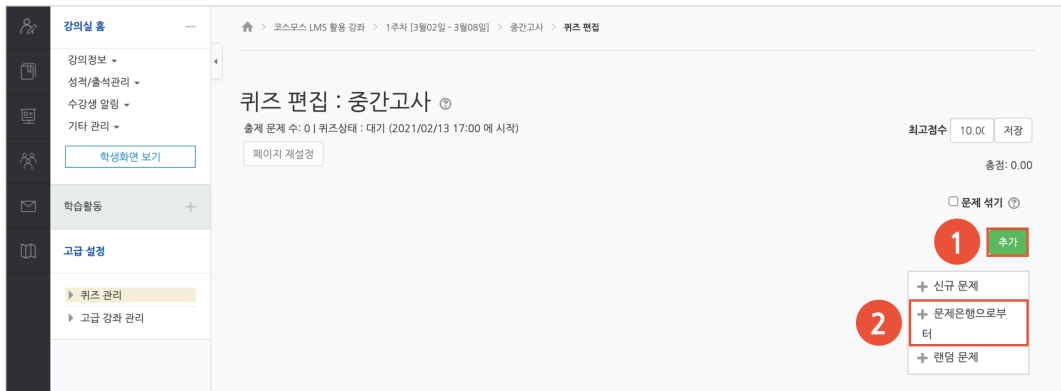 강의실 홈
코스모스 LMS 활용 강좌 > 1주차 [3월02일 - 3월08일] > 중간고사 > 퀴즈 편집
강의정보
성적/출석관리
수강생 알림
기타 관리
학생화면 보기
학습활동
고급 설정
퀴즈 관리
고급 강좌 관리
퀴즈 편집 : 중간고사
출제 문제 수: 0 | 퀴즈상태 : 대기 (2021/02/13 17:00 에 시작)
페이지 재설정
최고점수 10.00 저장
총점: 0.00
문제 섞기
1 추가
신규 문제
2 문제은행으로부
터
랜덤 문제